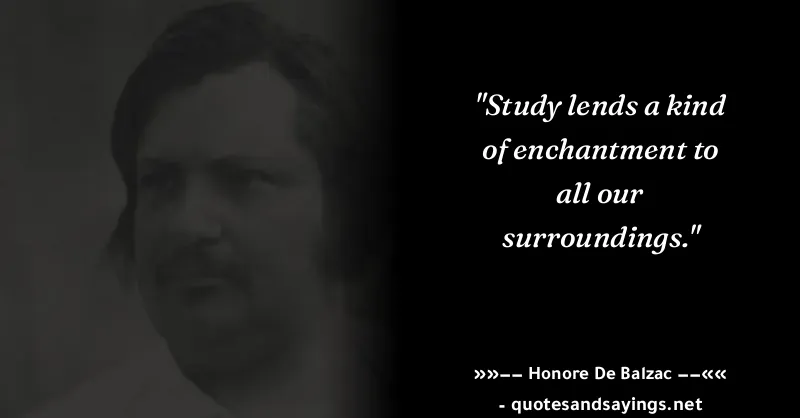 "Study lends a kind
of enchantment to
all our
surroundings."
»»–– Honore De Balzac ––««
- quotesandsayings.net